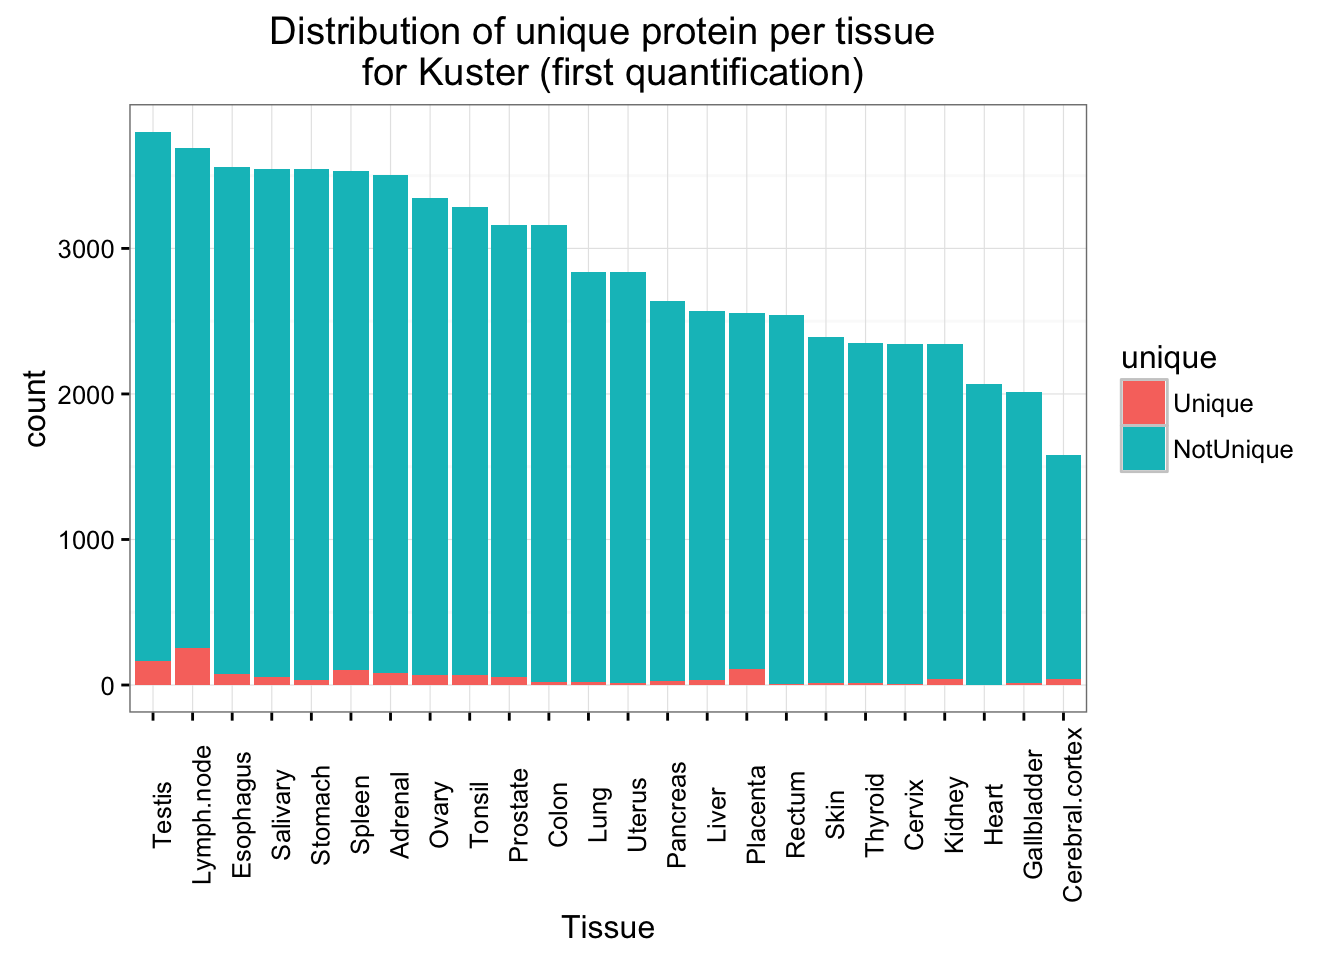 Distribution of unique protein per tissue
for Kuster (first quantification)
count
3000
2000
1000
0
Testis
Lymph.node
Esophagus
Salivary
Stomach
Spleen
Adrenal
Ovary
Tonsil
Prostate
Colon
Lung
Uterus
Pancreas
Liver
Placenta
Rectum
Skin
Thyroid
Cervix
Kidney
Heart
Gallbladder
Cerebral.cortex
Tissue
unique
Unique
NotUnique